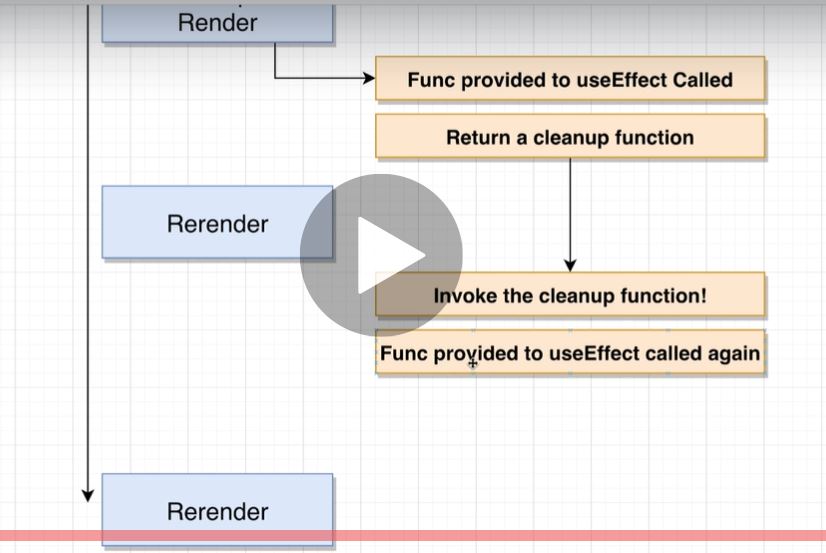 Render
Func provided to useEffect Called
Return a cleanup function
Rerender
Invoke the cleanup function!
Func provided to useEffect called again
Rerender